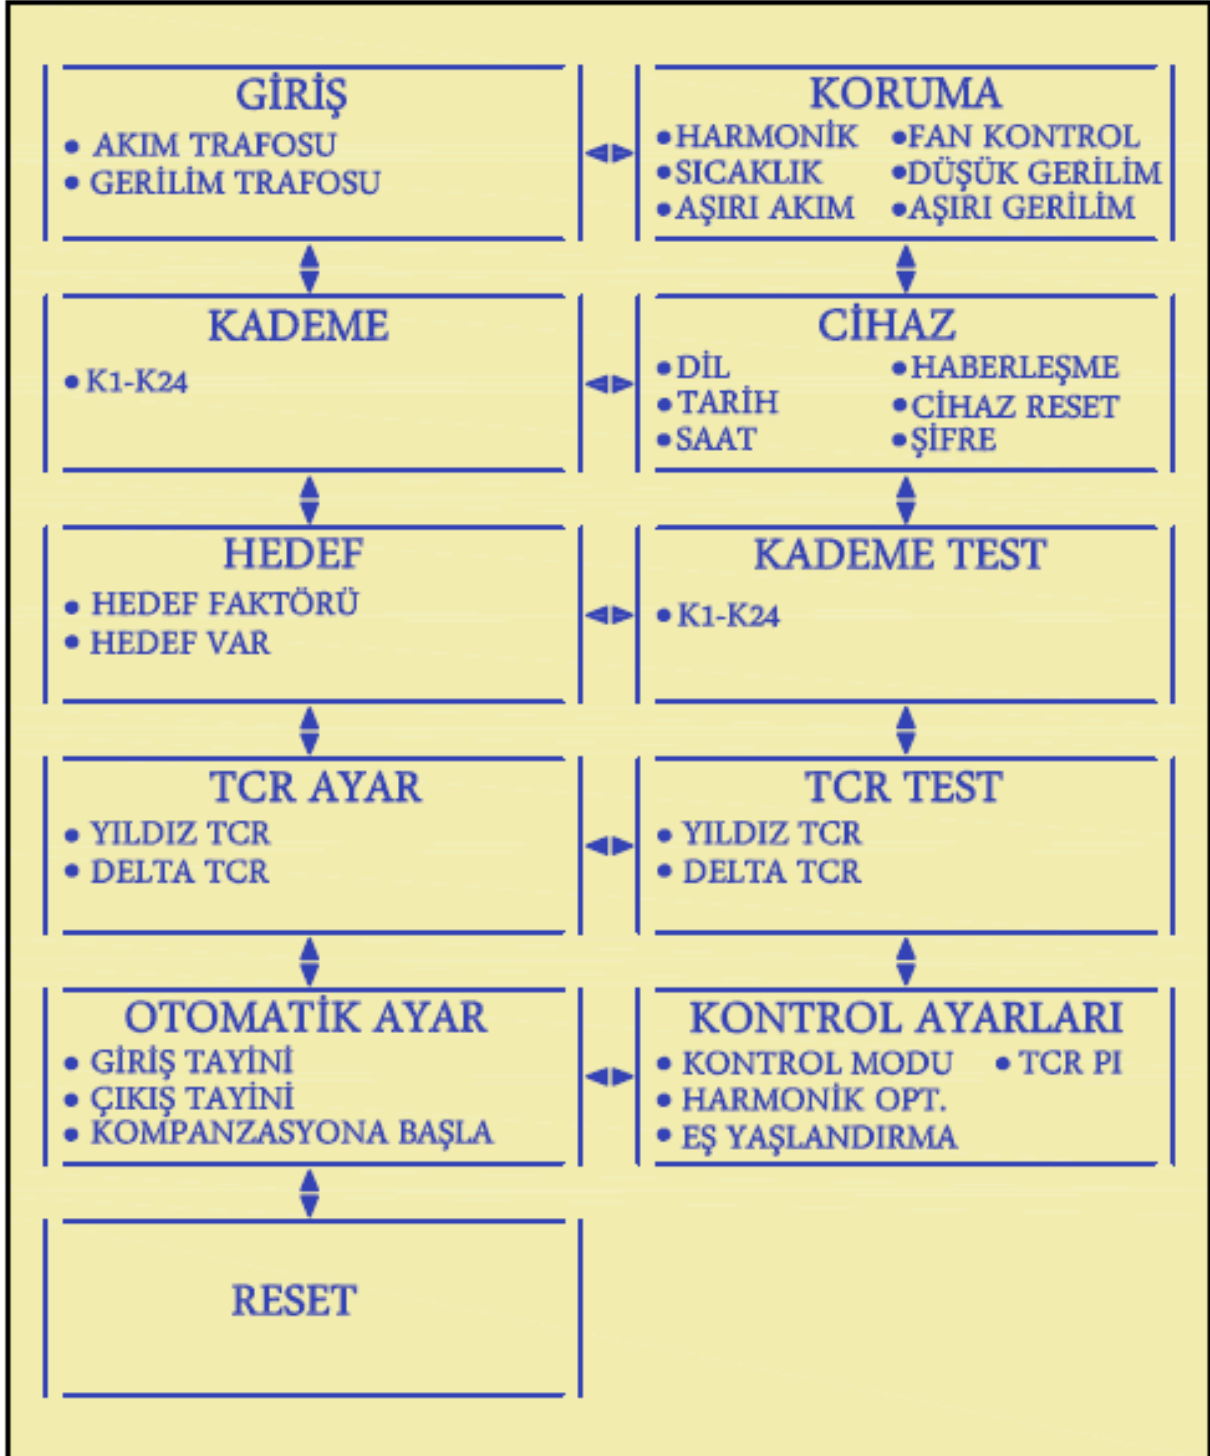 GİRİŞ
• AKIM TRAFOSU
• GERİLİM TRAFOSU
KORUMA
•HARMONİK •FAN KONTROL
•SICAKLIK •DÜŞÜK GERİLİM
•AŞIRI AKIM •AŞIRI GERİLİM
KADEME
• K1-K24
CİHAZ
•DİL •HABERLEŞME
•TARİH •CİHAZ RESET
•SAAT •ŞİFRE
HEDEF
• HEDEF FAKTÖRÜ
• HEDEF VAR
KADEME TEST
• K1-K24
TCR AYAR
• YILDIZ TCR
• DELTA TCR
TCR TEST
• YILDIZ TCR
• DELTA TCR
OTOMATİK AYAR
• GİRİŞ TAYİNİ
• ÇIKIŞ TAYİNİ
• KOMPANZASYONA BAŞLA
KONTROL AYARLARI
• KONTROL MODU • TCR PI
• HARMONİK OPT.
• EŞ YAŞLANDIRMA
RESET